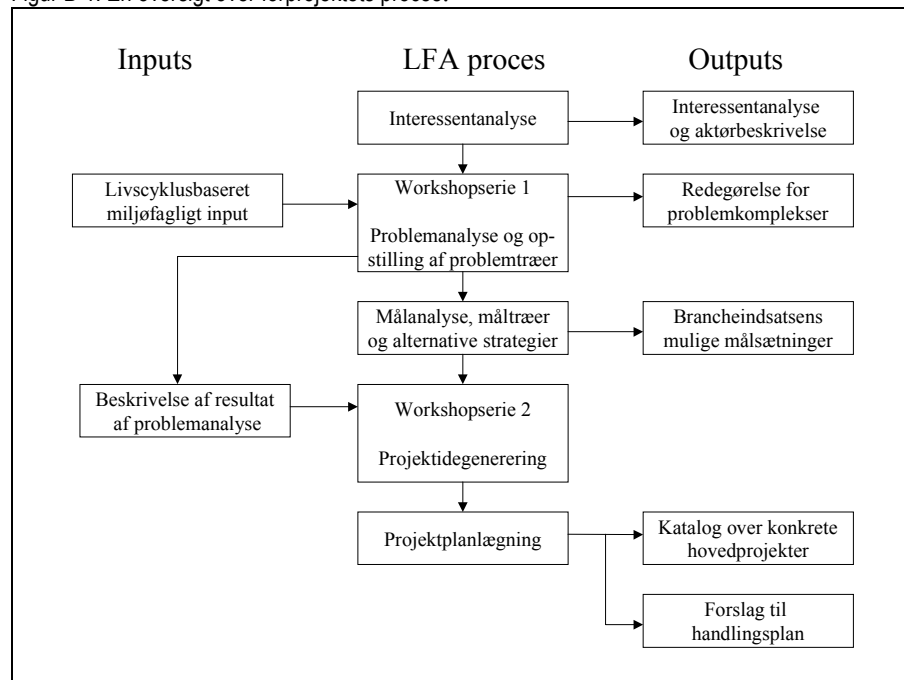 Inputs
LFA proces
Outputs
Interessentanalyse
Interessentanalyse
og aktørbeskrivelse
Livscyklusbaseret
miljøfagligt input
Workshopserie 1
Problemanalyse og op-
stilling af problemtræer
Redegørelse for
problemkomplekser
Målanalyse, måltræer
og alternative strategier
Brancheindsatsens
mulige målsætninger
Beskrivelse af resultat
af problemanalyse
Workshopserie 2
Projektidegenerering
Projektplanlægning
Katalog over konkrete
hovedprojekter
Forslag til
handlingsplan